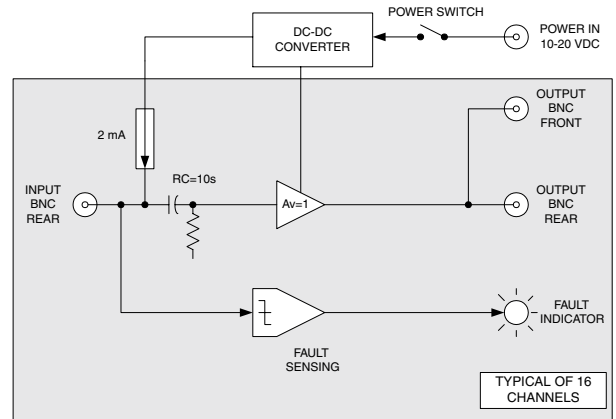 POWER SWITCH
DC-DC
CONVERTER
POWER IN
10-20 VDC
OUTPUT
BNC
FRONT
2 mA
RC=10s
INPUT
BNC
REAR
Av=1
OUTPUT
BNC
REAR
FAULT
INDICATOR
FAULT
SENSING
TYPICAL OF 16
CHANNELS